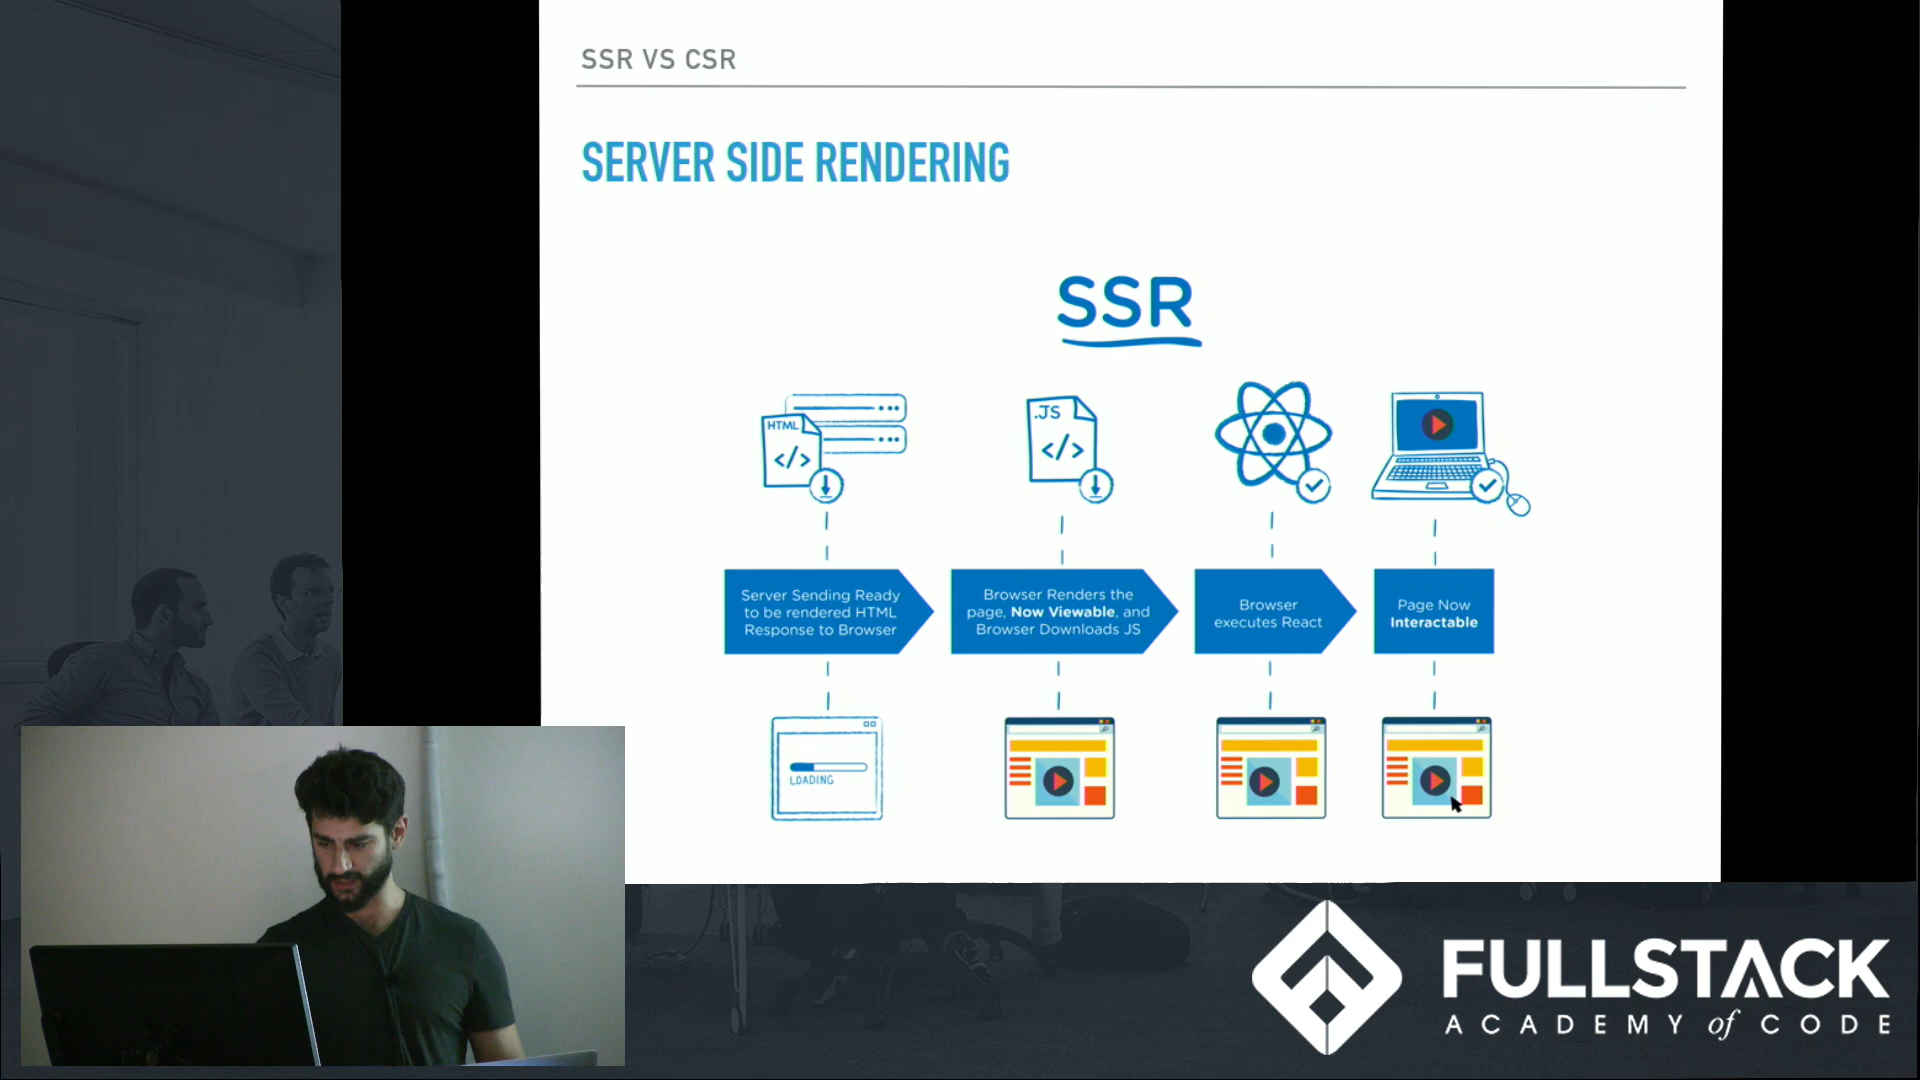 SSR VS CSR
SERVER SIDE RENDERING
SSR
HTML
</>
.JS
</>
Server Sending Ready
to be rendered HTML
Response to Browser
Browser Renders the
page, Now Viewable, and
Browser Downloads JS
Browser
executes React
Page Now
Interactable
LOADING
FULLSTACK
ACADEMY of CODE